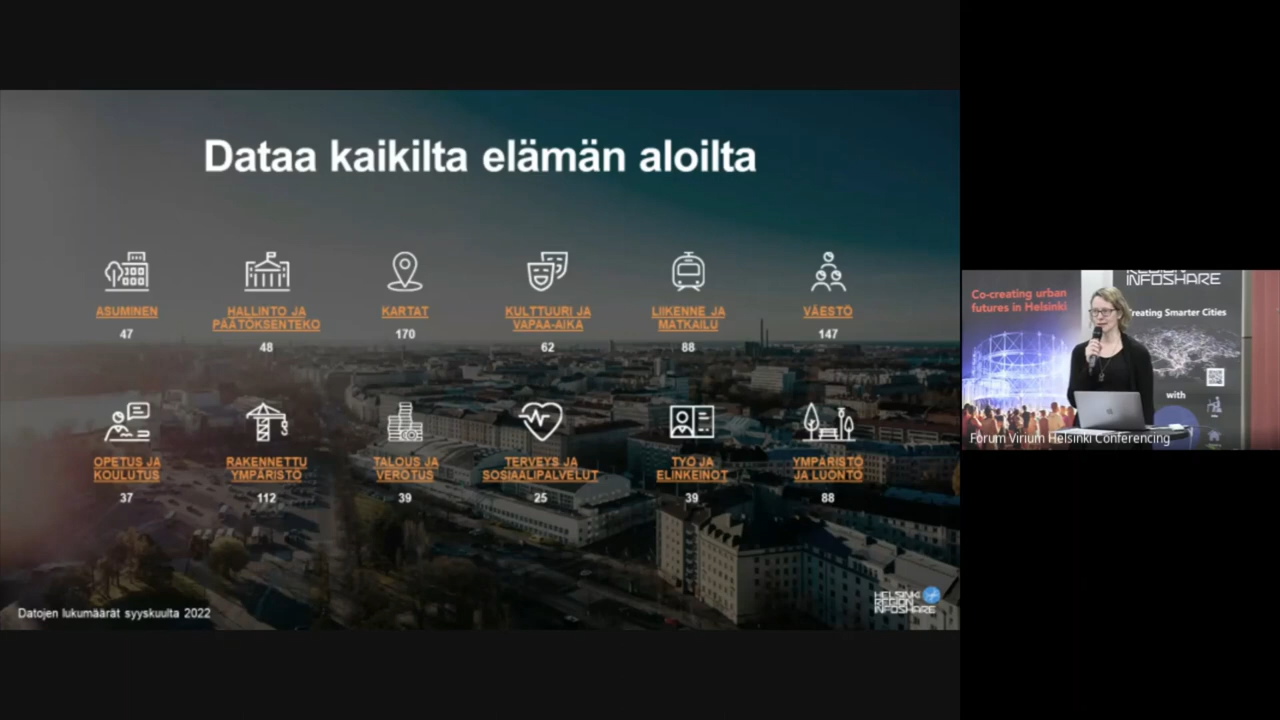 Dataa kaikilta elämän aloilta
ASUMINEN
47
HALLINTO JA
PÄÄTÖKSENTEKO
48
KARTAT
170
KULTTUURI JA
VAPAA-AIKA
62
LIIKENNE JA
MATKAILU
88
VÄESTÖ
147
OPETUS JA
KOULUTUS
37
RAKENNETTU
YMPÄRISTÖ
112
TALOUS JA
VEROTUS
39
TERVEYS JA
SOSIAALIPALVELUT
25
TYÖ JA
ELINKEINOT
39
YMPÄRISTÖ
JA LUONTO
88
Datojen lukumäärät syyskuulta 2022
HELSINKI
REGION
INFOSHARE
Co-creating urban
futures in Helsinki
REGION
INFOSHARE
reating Smarter Cities
with
Forum Virium Helsinki Conferencing